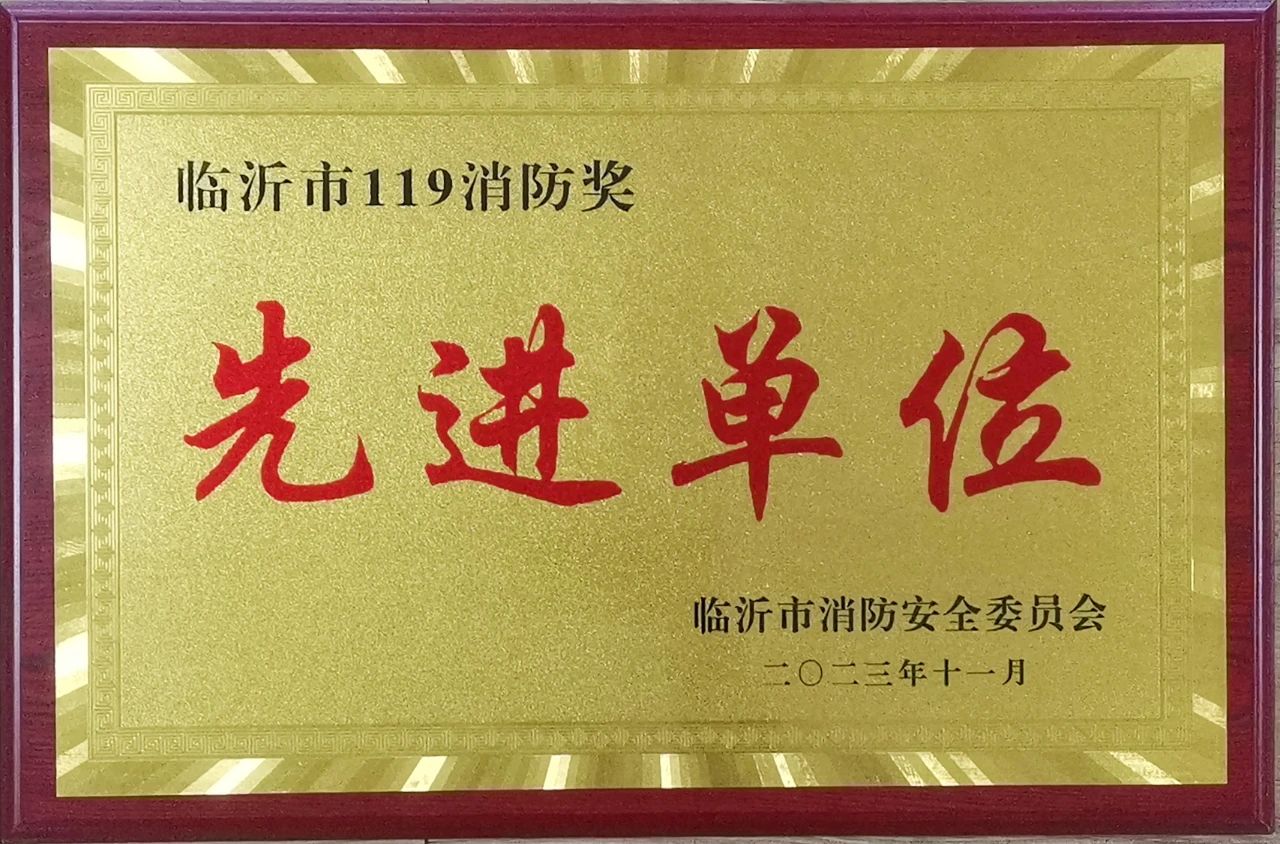 临沂市119消防奖
先进单位
临沂市消防安全委员会
二〇二三年十一月